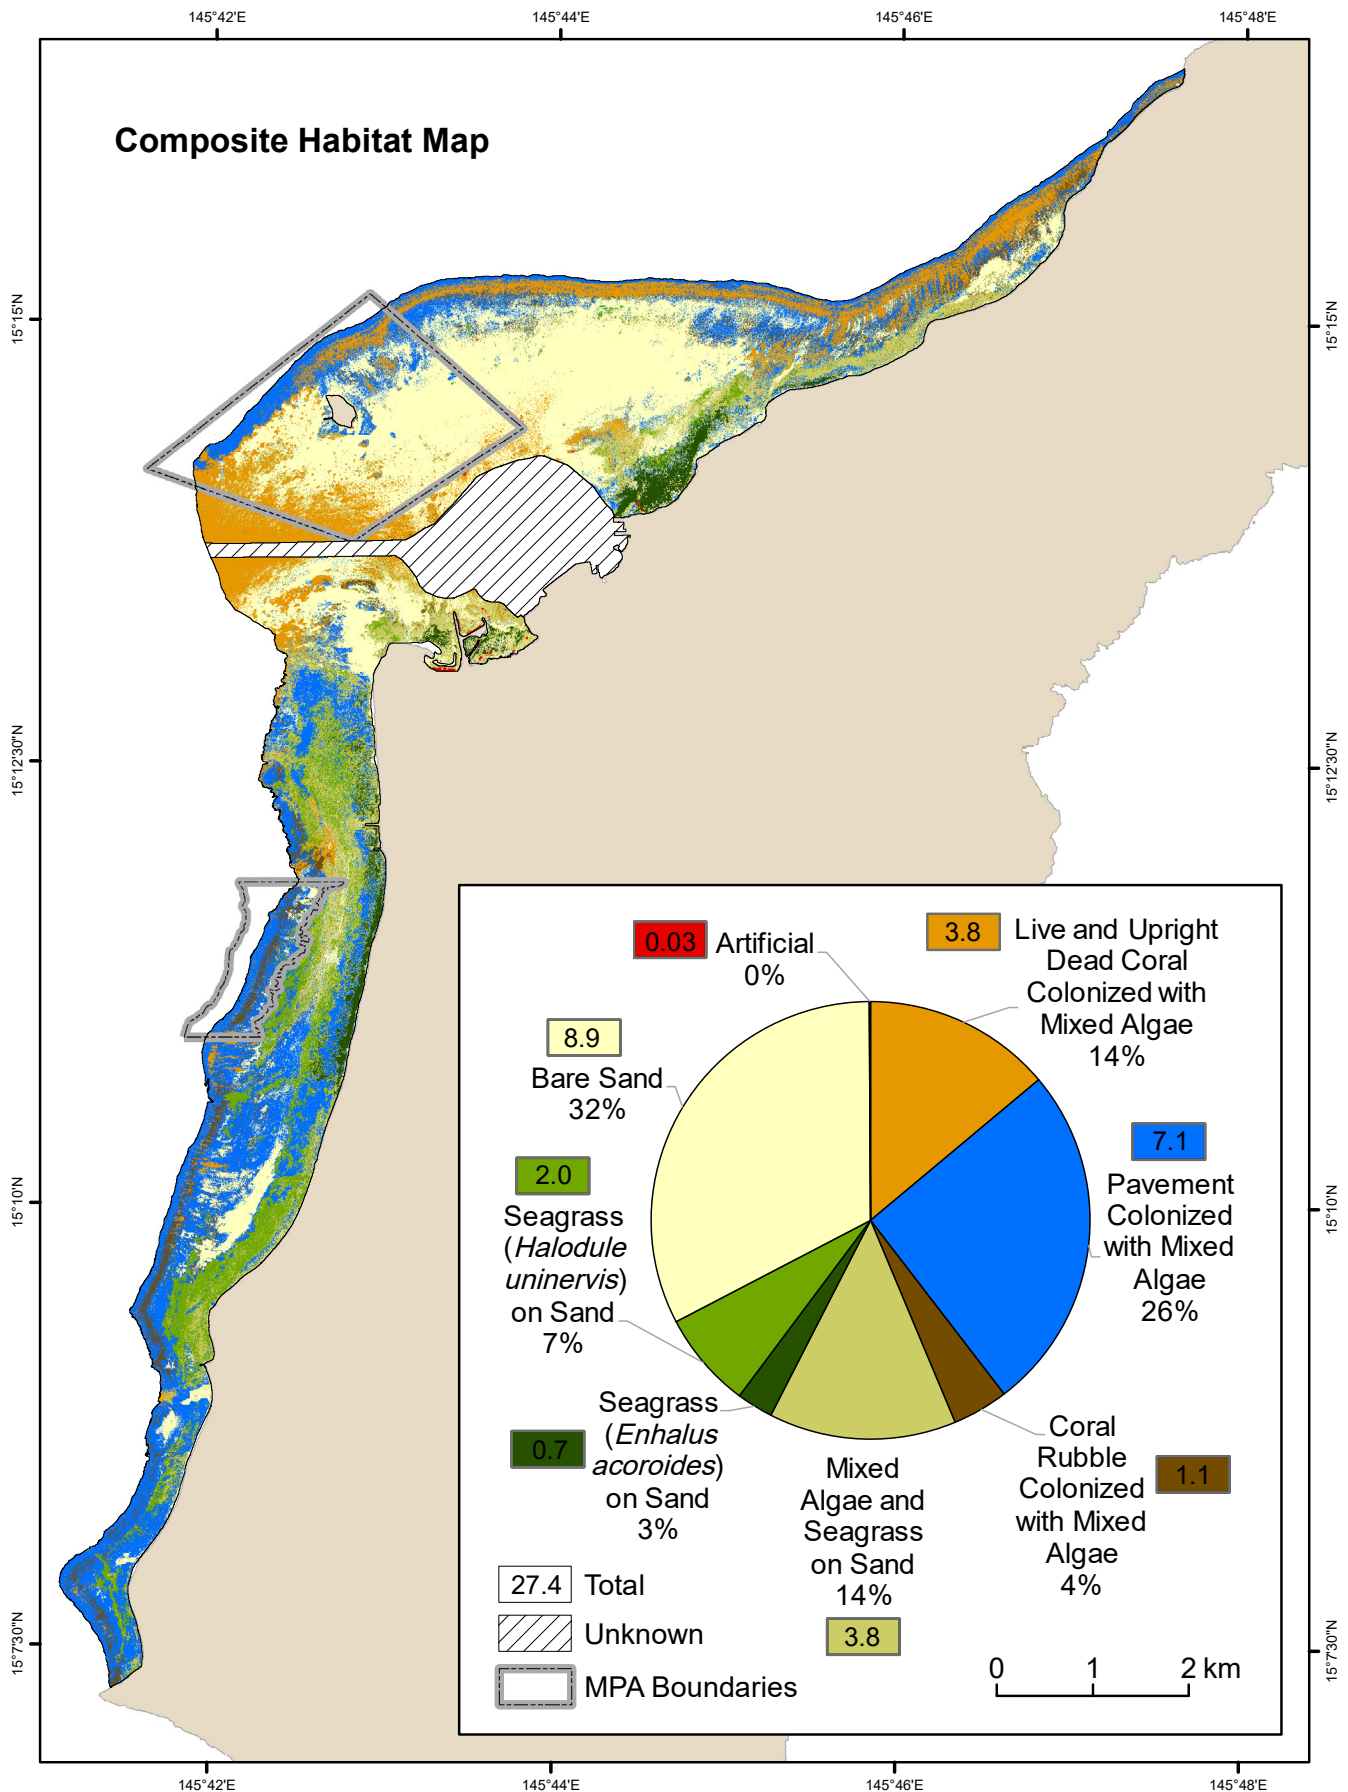 145°42'E
145°44'E
145°46'E
145°48'E
Composite Habitat Map
15°15'N
15°15'N
15°12'30"N
15°12'30"N
0.03
Artificial
0%
3.8
Live and Upright
Dead Coral
Colonized with
Mixed Algae
14%
8.9
Bare Sand
32%
7.1
Pavement
Colonized
with Mixed
Algae
26%
2.0
Seagrass
(Halodule
uninervis)
on Sand
7%
15°10'N
15°10'N
0.7
Seagrass
(Enhalus
acoroides)
on Sand
3%
Mixed
Algae and
Seagrass
on Sand
14%
3.8
Coral
Rubble
Colonized
with Mixed
Algae
4%
1.1
27.4 Total
Unknown
MPA Boundaries
0 1 2 km
15°7'30"N
15°7'30"N
145°42'E
145°44'E
145°46'E
145°48'E